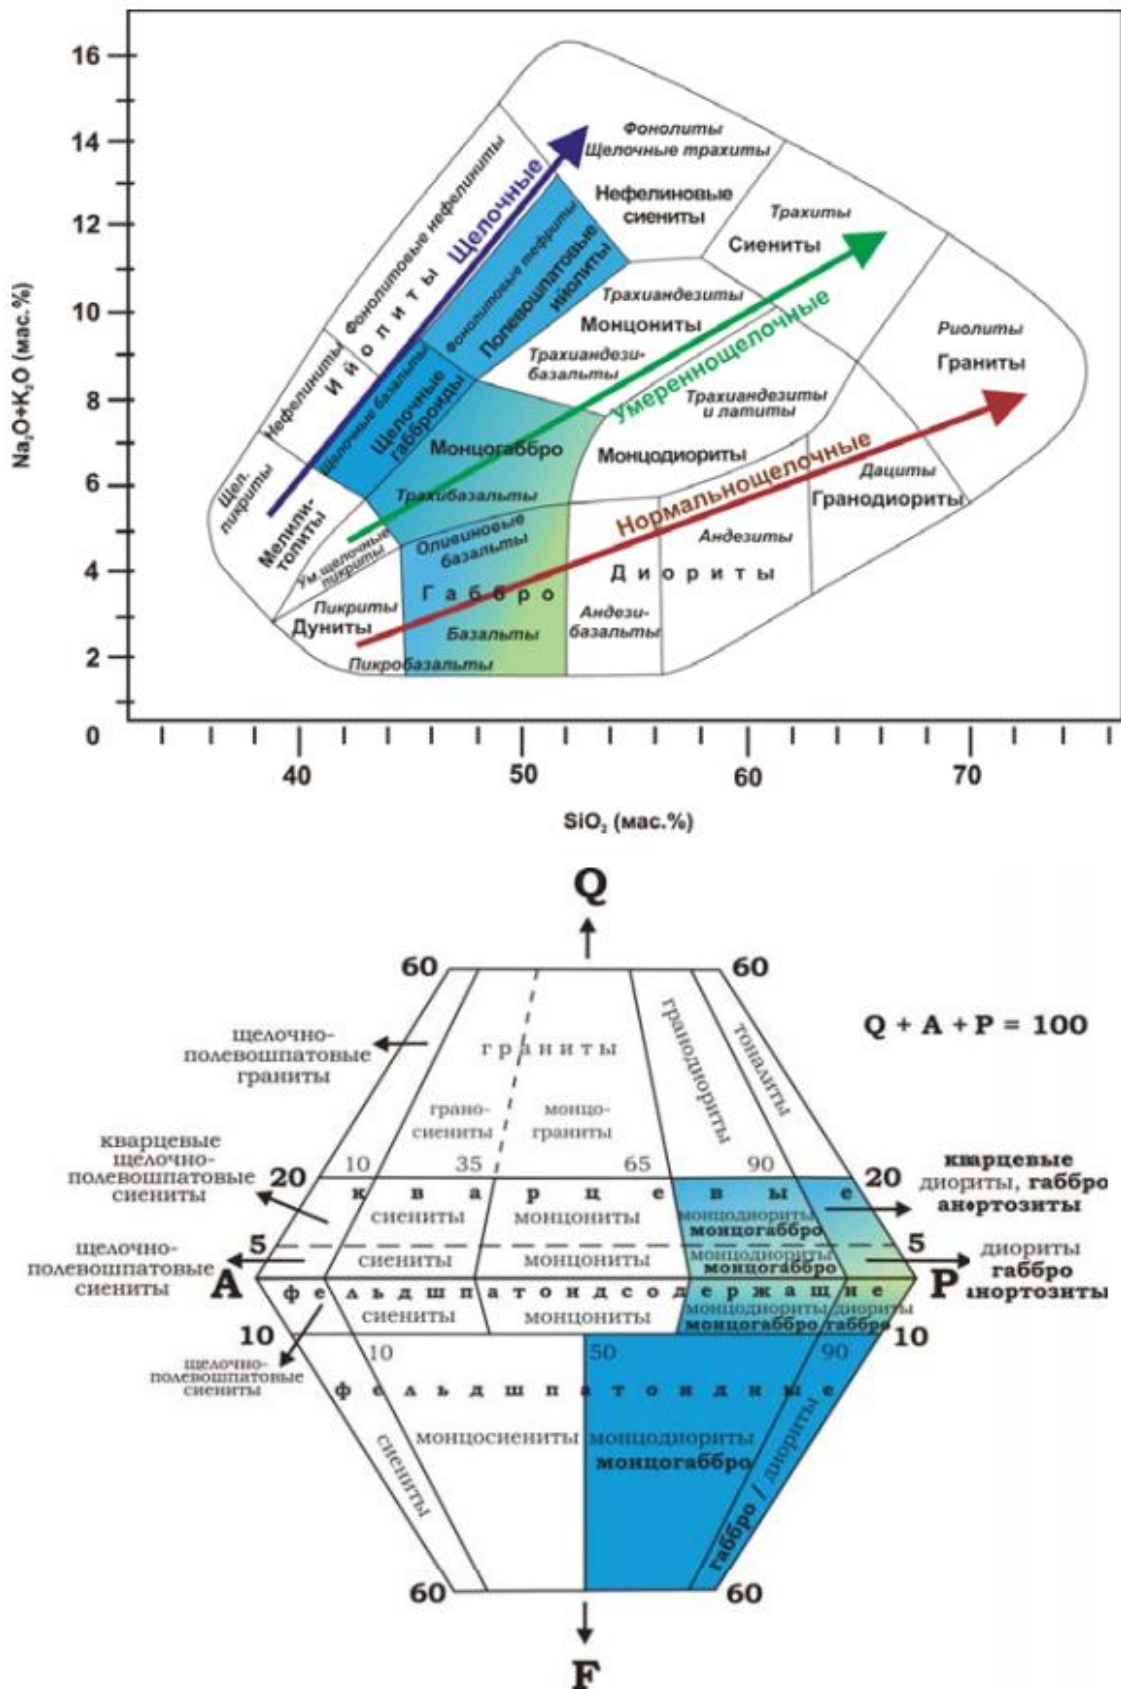 16
14
12
10
8
6
4
2
0
Na₂O+K₂O (мас.%)
40
50
60
70
SiO₂ (мас.%)
Фонолиты
Щелочные трахиты
Нефелиновые
сиениты
Трахиты
Сиениты
Щелочные
Фонолитовые нефелиниты
Ийолиты
Нефелиниты
Фонолитовые тефриты
Полевошпатовые
ийолиты
Щелочные базальты
Щелочные
габброиды
Трахиандезиты
Монцониты
Трахиандези-
базальты
Умереннощелочные
Риолиты
Граниты
Трахиандезиты
и латиты
Монцодиориты
Монцогаббро
Трахибазальты
Щел.
пикриты
Мелили-
толиты
Ум.щелочные
пикриты
Оливиновые
базальты
Нормальнощелочные
Дациты
Гранодиориты
Андезиты
Диориты
Габбро
Пикриты
Дуниты
Базальты
Андези-
базальты
Пикробазальты
Q
60
60
Q + A + P = 100
щелочно-
полевошпатовые
граниты
граниты
гранодиориты
тоналиты
грано-
сиениты
монцо-
граниты
кварцевые
щелочно-
полевошпатовые
сиениты
20
10
35
65
90
20
кварцевые
диориты, габбро
анортозиты
кварцевые
сиениты
монцониты
монцодиориты
монцогаббро
5
5
щелочно-
полевошпатовые
сиениты
сиениты
монцониты
монцодиориты
монцогаббро
диориты
габбро
анортозиты
A
P
фельдшпатоидсодержащие
сиениты
монцониты
монцодиориты
монцогаббро
диориты
габбро
10
10
щелочно-
полевошпатовые
сиениты
10
50
90
фельдшпатоидные
сиениты
монцосиениты
монцодиориты
монцогаббро
габбро / диориты
60
60
F